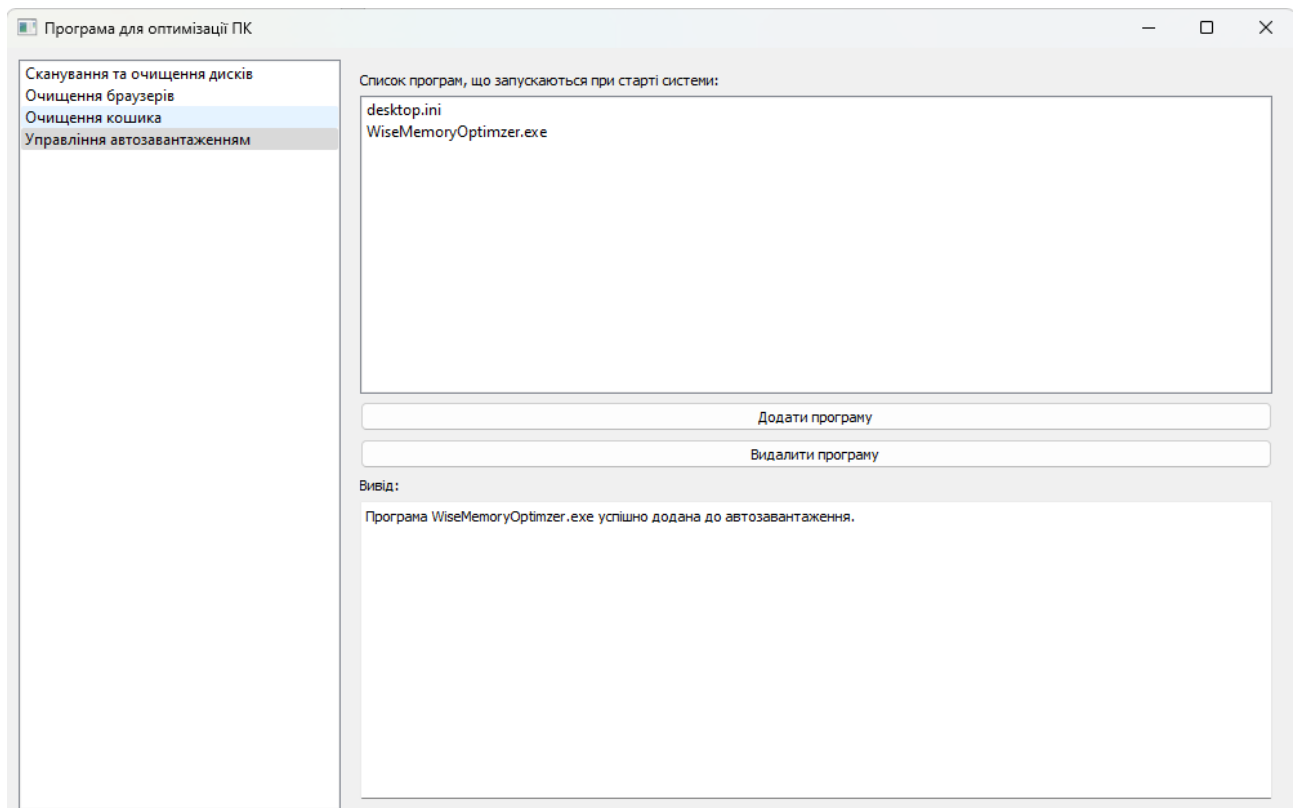 Програма для оптимізації ПК
Сканування та очищення дисків
Очищення браузерів
Очищення кошика
Управління автозавантаженням
Список програм, що запускаються при старті системи:
desktop.ini
WiseMemoryOptimzer.exe
Додати програму
Видалити програму
Вивід:
Програма WiseMemoryOptimzer.exe успішно додана до автозавантаження.